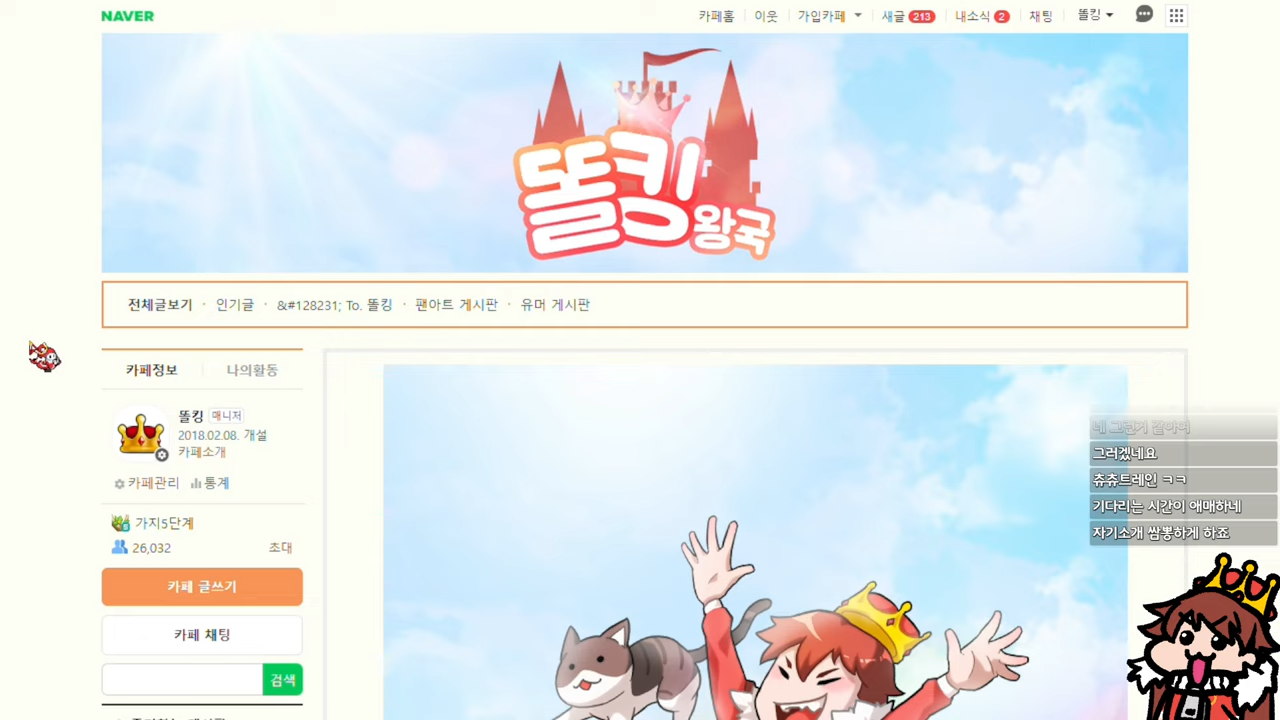 NAVER
카페홈 이웃 가입카페 새글 213 내소식 2 채팅 똘킹
똘킹 왕국
전체글보기 · 인기글 · &#128231; To. 똘킹 · 팬아트 게시판 · 유머 게시판
카페정보 나의활동
똘킹 매니저
2018.02.08. 개설
카페소개
카페관리 통계
가지5단계
26,032 초대
카페 글쓰기
카페 채팅
검색
그러겠네요
츄츄트레인 ㅋㅋ
기다리는 시간이 애매하네
자기소개 짬뽕하게 하죠